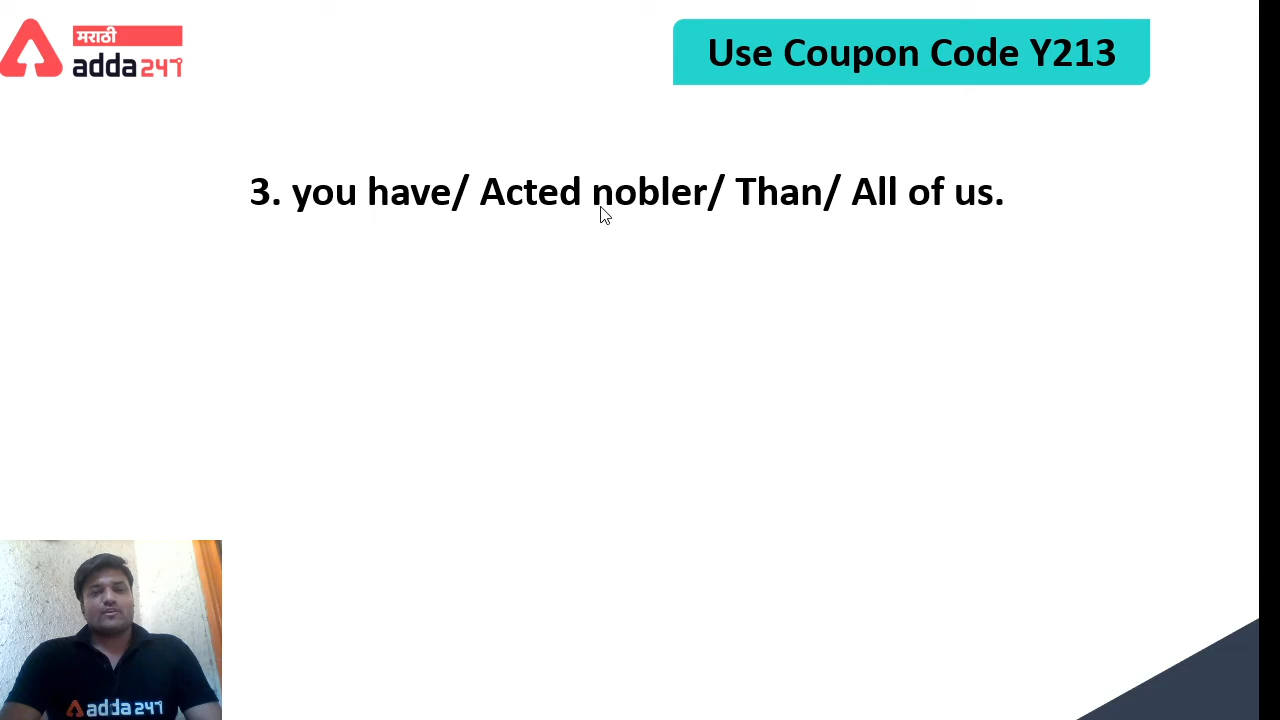 मराठी
adda247
Use Coupon Code Y213
3. you have/ Acted nobler/ Than/ All of us.
adda247